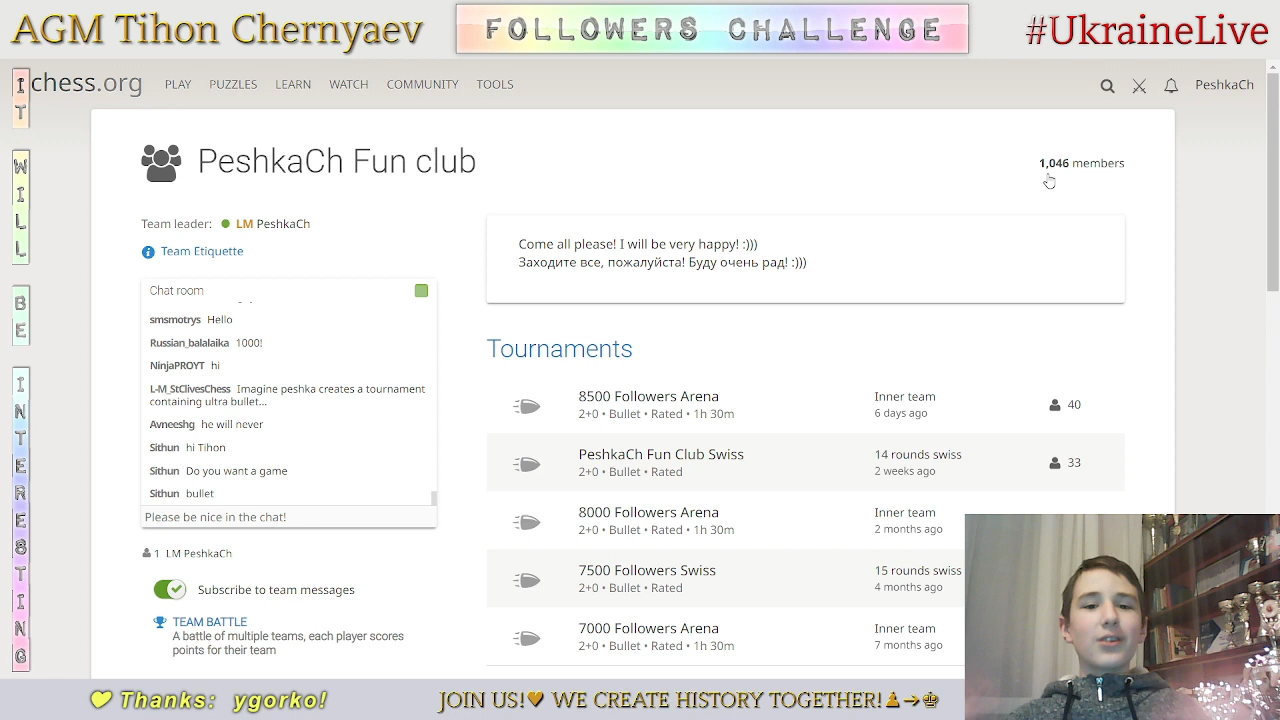 AGM Tihon Chernyaev
FOLLOWERS CHALLENGE
#UkraineLive
IT WILL BE INTERESTING
chess.org
PLAY PUZZLES LEARN WATCH COMMUNITY TOOLS
PeshkaCh
PeshkaCh Fun club
1,046 members
Team leader: LM PeshkaCh
Team Etiquette
Come all please! I will be very happy! :)))
Заходите все, пожалуйста! Буду очень рад! :)))
Chat room
smsmotrys Hello
Russian_balalaika 1000!
NinjaPROYT hi
L-M_StClivesChess Imagine peshka creates a tournament
containing ultra bullet...
Avneeshg he will never
Sithun hi Tihon
Sithun Do you want a game
Sithun bullet
Please be nice in the chat!
1 LM PeshkaCh
Subscribe to team messages
TEAM BATTLE
A battle of multiple teams, each player scores
points for their team
Tournaments
8500 Followers Arena
2+0 • Bullet • Rated • 1h 30m
Inner team
6 days ago
40
PeshkaCh Fun Club Swiss
2+0 • Bullet • Rated
14 rounds swiss
2 weeks ago
33
8000 Followers Arena
2+0 • Bullet • Rated • 1h 30m
Inner team
2 months ago
7500 Followers Swiss
2+0 • Bullet • Rated
15 rounds swiss
4 months ago
7000 Followers Arena
2+0 • Bullet • Rated • 1h 30m
Inner team
7 months ago
Thanks: ygorko!
JOIN US!🧡 WE CREATE HISTORY TOGETHER!♟→♚